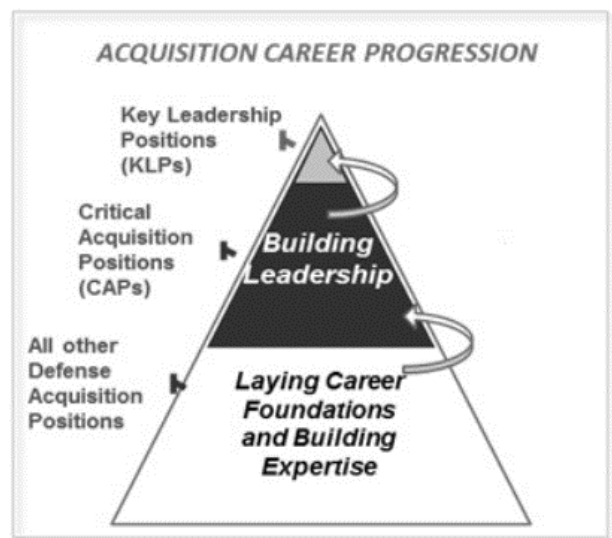 ACQUISITION CAREER PROGRESSION
Key Leadership
Positions
(KLPs)
Critical
Acquisition
Positions
(CAPs)
Building
Leadership
All other
Defense
Acquisition
Positions
Laying Career
Foundations
and Building
Expertise